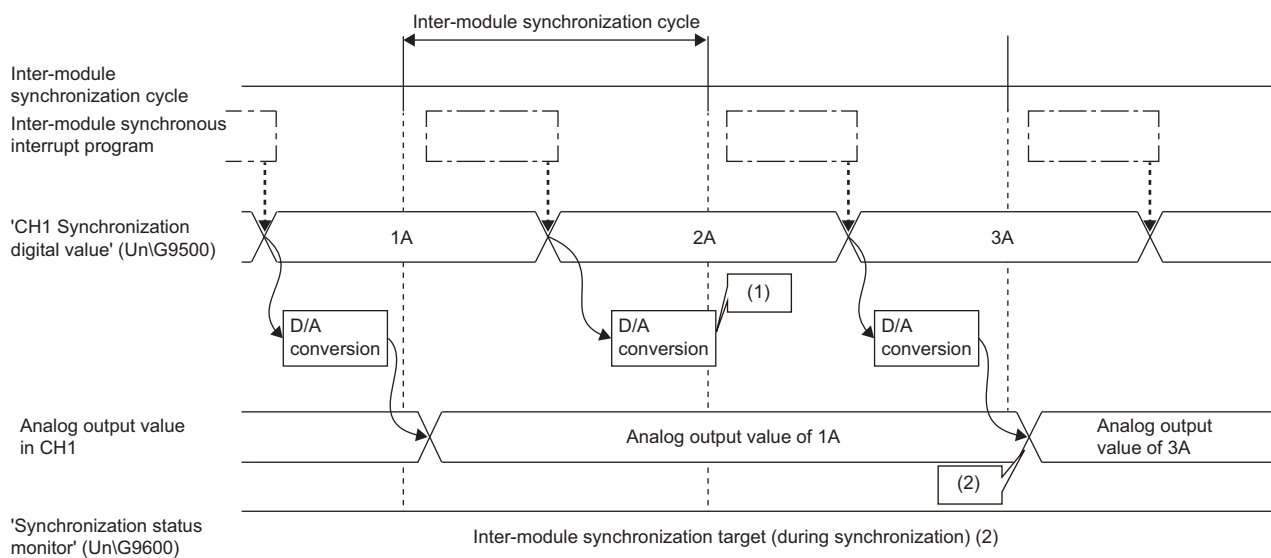 Inter-module synchronization cycle
Inter-module
synchronization cycle
Inter-module synchronous
interrupt program
'CH1 Synchronization
digital value' (Un\G9500)
1A
2A
3A
(1)
D/A
conversion
D/A
conversion
D/A
conversion
Analog output value
in CH1
Analog output value of 1A
Analog output
value of 3A
(2)
'Synchronization status
monitor' (Un\G9600)
Inter-module synchronization target (during synchronization) (2)